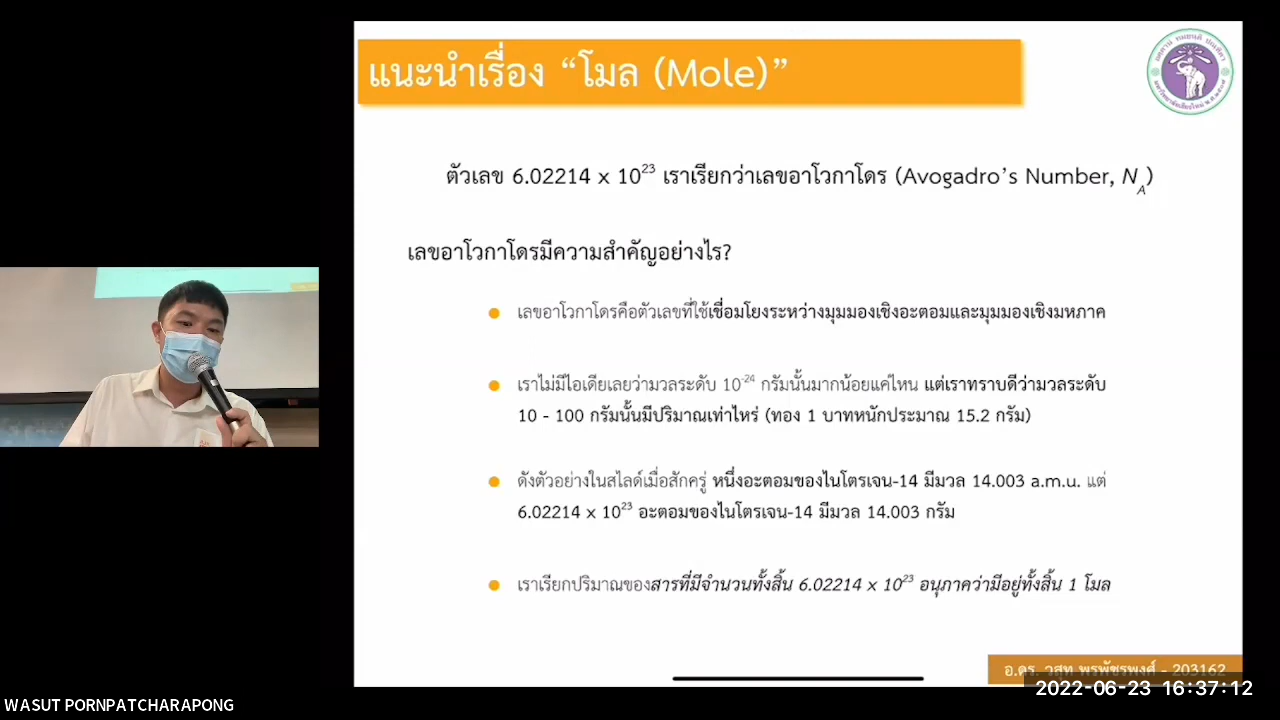 แนะนำเรื่อง “โมล (Mole)”
ตัวเลข 6.02214 x 10²³ เราเรียกว่าเลขอาโวกาโดร (Avogadro’s Number, N_A)
เลขอาโวกาโดรมีความสำคัญอย่างไร?
เลขอาโวกาโดรคือตัวเลขที่ใช้เชื่อมโยงระหว่างมุมมองเชิงอะตอมและมุมมองเชิงมหภาค
เราไม่มีไอเดียเลยว่ามวลระดับ 10⁻²⁴ กรัมนั้นมากน้อยแค่ไหน แต่เราทราบดีว่ามวลระดับ
10 - 100 กรัมนั้นมีปริมาณเท่าไหร่ (ทอง 1 บาทหนักประมาณ 15.2 กรัม)
ดังตัวอย่างในสไลด์เมื่อสักครู่ หนึ่งอะตอมของไนโตรเจน-14 มีมวล 14.003 a.m.u. แต่
6.02214 x 10²³ อะตอมของไนโตรเจน-14 มีมวล 14.003 กรัม
เราเรียกปริมาณของสารที่มีจำนวนทั้งสิ้น 6.02214 x 10²³ อนุภาคว่ามีอยู่ทั้งสิ้น 1 โมล
อ.ดร. วสุท พรพัชรพงศ์ - 203162
2022-06-23 16:37:12
WASUT PORNPATCHARAPONG